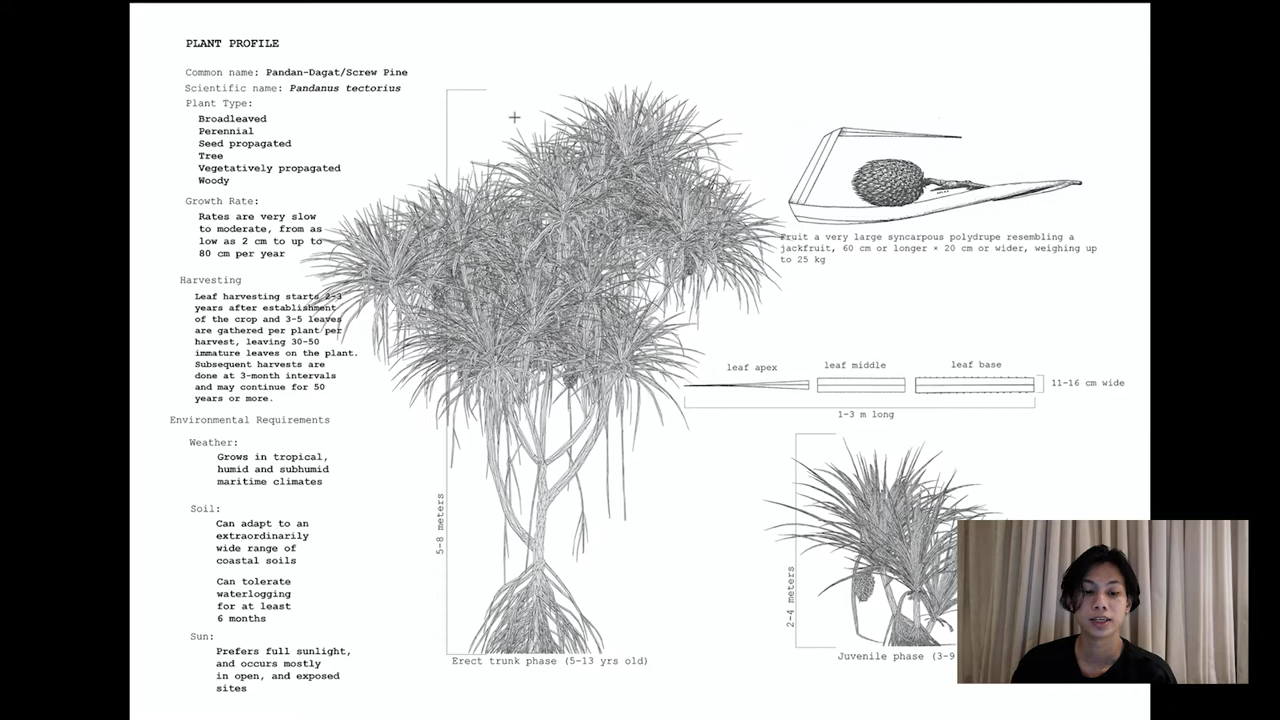 PLANT PROFILE
Common name: Pandan-Dagat/Screw Pine
Scientific name: Pandanus tectorius
Plant Type:
Broadleaved
Perennial
Seed propagated
Tree
Vegetatively propagated
Woody
Growth Rate:
Rates are very slow
to moderate, from as
low as 2 cm to up to
80 cm per year
Harvesting
Leaf harvesting starts 2-3
years after establishment
of the crop and 3-5 leaves
are gathered per plant per
harvest, leaving 30-50
immature leaves on the plant.
Subsequent harvests are
done at 3-month intervals
and may continue for 50
years or more.
Environmental Requirements
Weather:
Grows in tropical,
humid and subhumid
maritime climates
Soil:
Can adapt to an
extraordinarily
wide range of
coastal soils
Can tolerate
waterlogging
for at least
6 months
Sun:
Prefers full sunlight,
and occurs mostly
in open, and exposed
sites
5-8 meters
Erect trunk phase (5-13 yrs old)
Fruit a very large syncarpous polydrupe resembling a
jackfruit, 60 cm or longer × 20 cm or wider, weighing up
to 25 kg
leaf apex
leaf middle
leaf base
11-16 cm wide
1-3 m long
2-4 meters
Juvenile phase (3-9